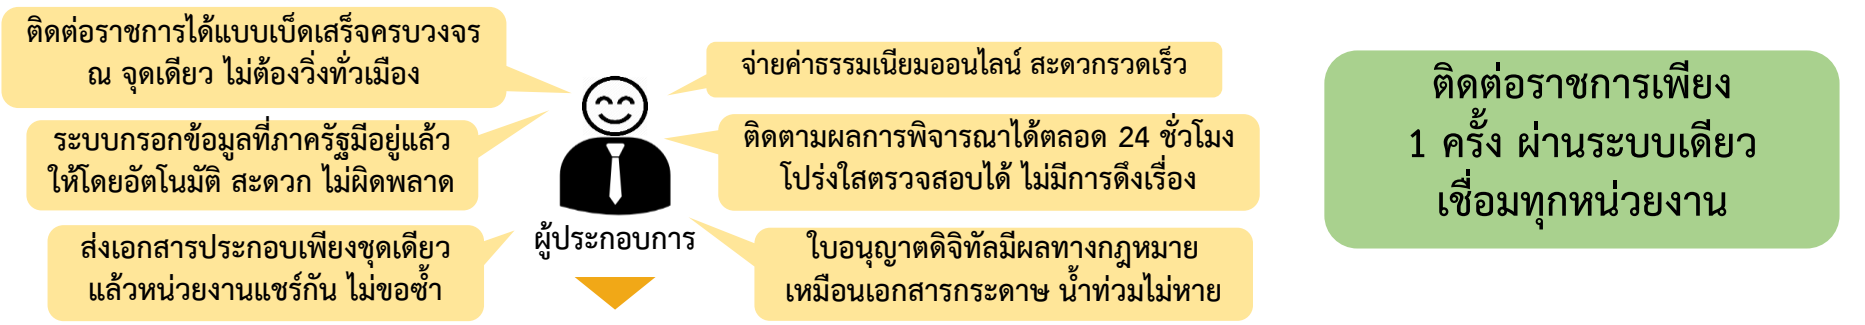 ติดต่อราชการได้แบบเบ็ดเสร็จครบวงจร
ณ จุดเดียว ไม่ต้องวิ่งทั่วเมือง
ระบบกรอกข้อมูลที่ภาครัฐมีอยู่แล้ว
ให้โดยอัตโนมัติ สะดวก ไม่ผิดพลาด
ส่งเอกสารประกอบเพียงชุดเดียว
แล้วหน่วยงานแชร์กัน ไม่ขอซ้ำ
ผู้ประกอบการ
จ่ายค่าธรรมเนียมออนไลน์ สะดวกรวดเร็ว
ติดตามผลการพิจารณาได้ตลอด 24 ชั่วโมง
โปร่งใสตรวจสอบได้ ไม่มีการดึงเรื่อง
ใบอนุญาตดิจิทัลมีผลทางกฎหมาย
เหมือนเอกสารกระดาษ น้ำท่วมไม่หาย
ติดต่อราชการเพียง
1 ครั้ง ผ่านระบบเดียว
เชื่อมทุกหน่วยงาน